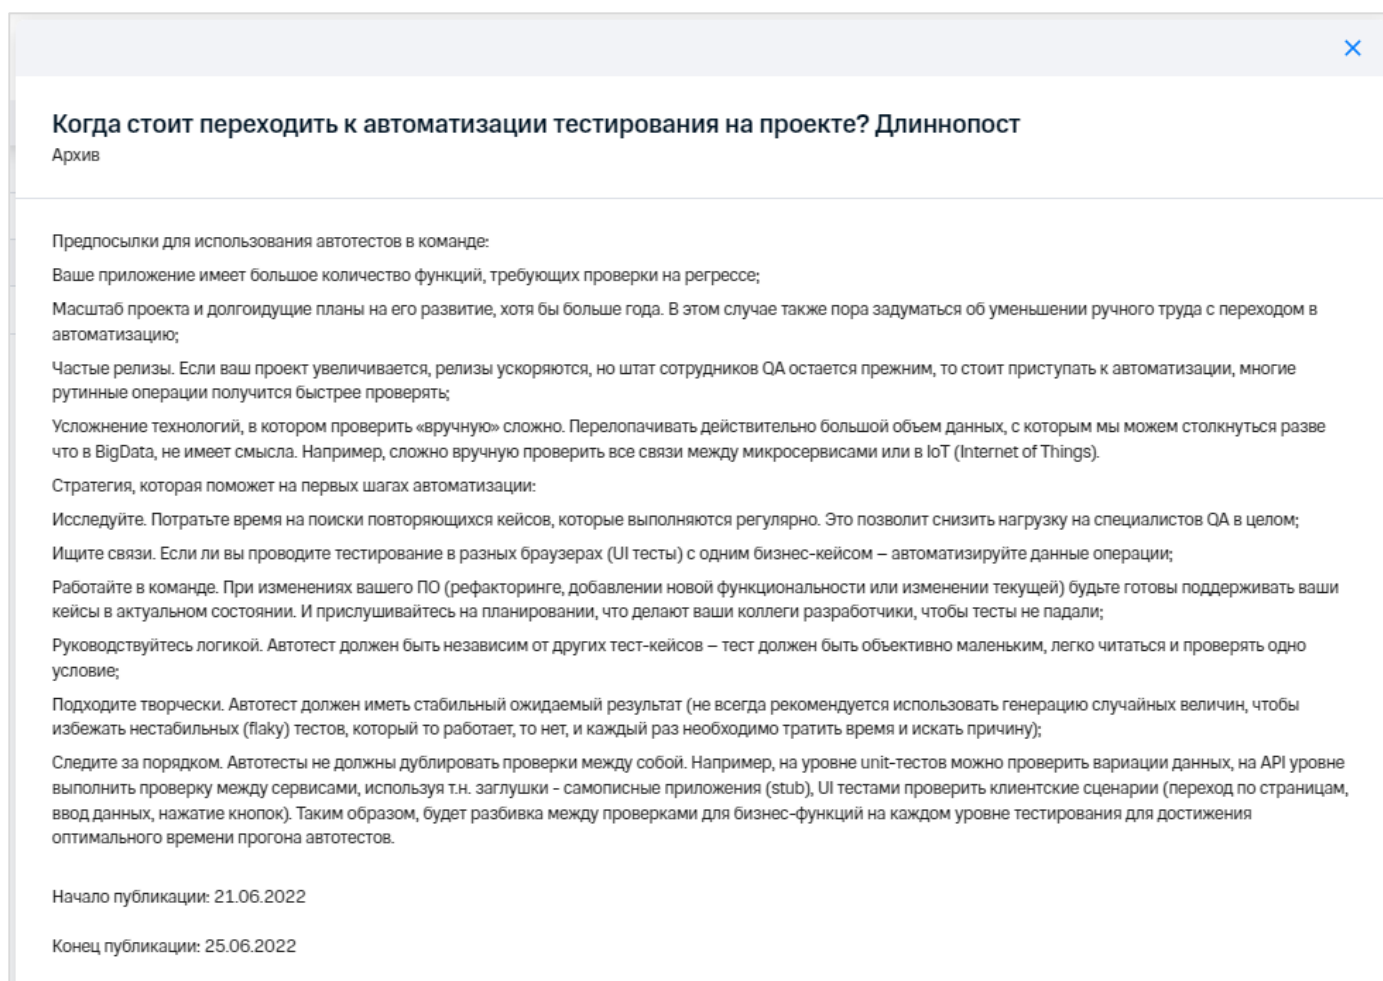 Когда стоит переходить к автоматизации тестирования на проекте? Длиннопост
Архив
Предпосылки для использования автотестов в команде:
Ваше приложение имеет большое количество функций, требующих проверки на регрессе;
Масштаб проекта и долгоидущие планы на его развитие, хотя бы больше года. В этом случае также пора задуматься об уменьшении ручного труда с переходом в
автоматизацию;
Частые релизы. Если ваш проект увеличивается, релизы ускоряются, но штат сотрудников QA остается прежним, то стоит приступать к автоматизации, многие
рутинные операции получится быстрее проверять;
Усложнение технологий, в котором проверить «вручную» сложно. Перелопачивать действительно большой объем данных, с которым мы можем столкнуться разве
что в BigData, не имеет смысла. Например, сложно вручную проверить все связи между микросервисами или в IoT (Internet of Things).
Стратегия, которая поможет на первых шагах автоматизации:
Исследуйте. Потратьте время на поиски повторяющихся кейсов, которые выполняются регулярно. Это позволит снизить нагрузку на специалистов QA в целом;
Ищите связи. Если ли вы проводите тестирование в разных браузерах (UI тесты) с одним бизнес-кейсом – автоматизируйте данные операции;
Работайте в команде. При изменениях вашего ПО (рефакторинге, добавлении новой функциональности или изменении текущей) будьте готовы поддерживать ваши
кейсы в актуальном состоянии. И прислушивайтесь на планировании, что делают ваши коллеги разработчики, чтобы тесты не падали;
Руководствуйтесь логикой. Автотест должен быть независим от других тест-кейсов – тест должен быть объективно маленьким, легко читаться и проверять одно
условие;
Подходите творчески. Автотест должен иметь стабильный ожидаемый результат (не всегда рекомендуется использовать генерацию случайных величин, чтобы
избежать нестабильных (flaky) тестов, который то работает, то нет, и каждый раз необходимо тратить время и искать причину);
Следите за порядком. Автотесты не должны дублировать проверки между собой. Например, на уровне unit-тестов можно проверить вариации данных, на API уровне
выполнить проверку между сервисами, используя т.н. заглушки - самописные приложения (stub), UI тестами проверить клиентские сценарии (переход по страницам,
ввод данных, нажатие кнопок). Таким образом, будет разбивка между проверками для бизнес-функций на каждом уровне тестирования для достижения
оптимального времени прогона автотестов.
Начало публикации: 21.06.2022
Конец публикации: 25.06.2022